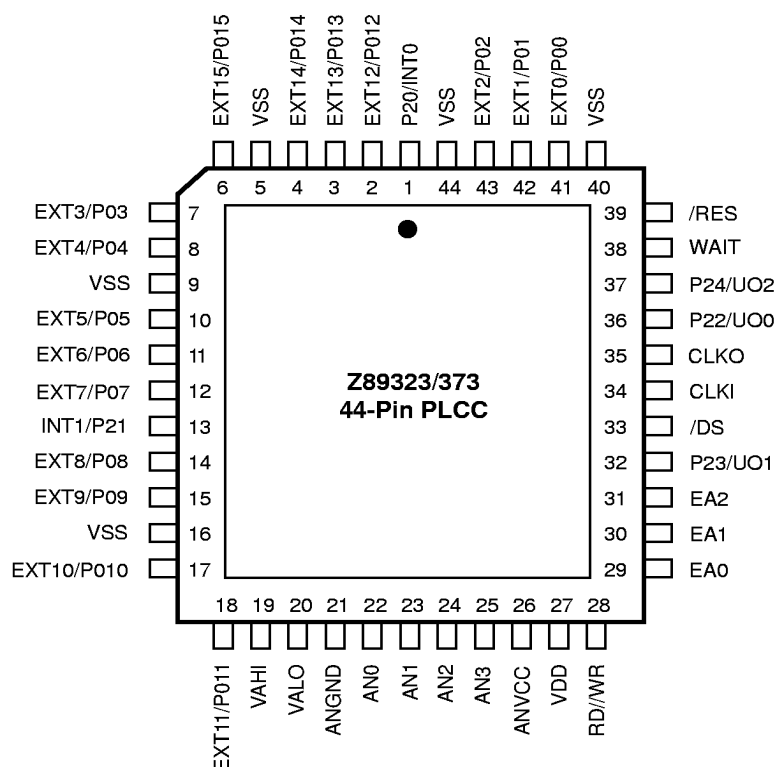 EXT15/P015
VSS
EXT14/P014
EXT13/P013
EXT12/P012
P20/INT0
VSS
EXT2/P02
EXT1/P01
EXT0/P00
VSS
6 5 4 3 2 1 44 43 42 41 40
EXT3/P03 7
EXT4/P04 8
VSS 9
EXT5/P05 10
EXT6/P06 11
EXT7/P07 12
INT1/P21 13
EXT8/P08 14
EXT9/P09 15
VSS 16
EXT10/P010 17
Z89323/373
44-Pin PLCC
39 /RES
38 WAIT
37 P24/UO2
36 P22/UO0
35 CLKO
34 CLKI
33 /DS
32 P23/UO1
31 EA2
30 EA1
29 EA0
18 19 20 21 22 23 24 25 26 27 28
EXT11/P011
VAHI
VALO
ANGND
AN0
AN1
AN2
AN3
ANVCC
VDD
RD//WR